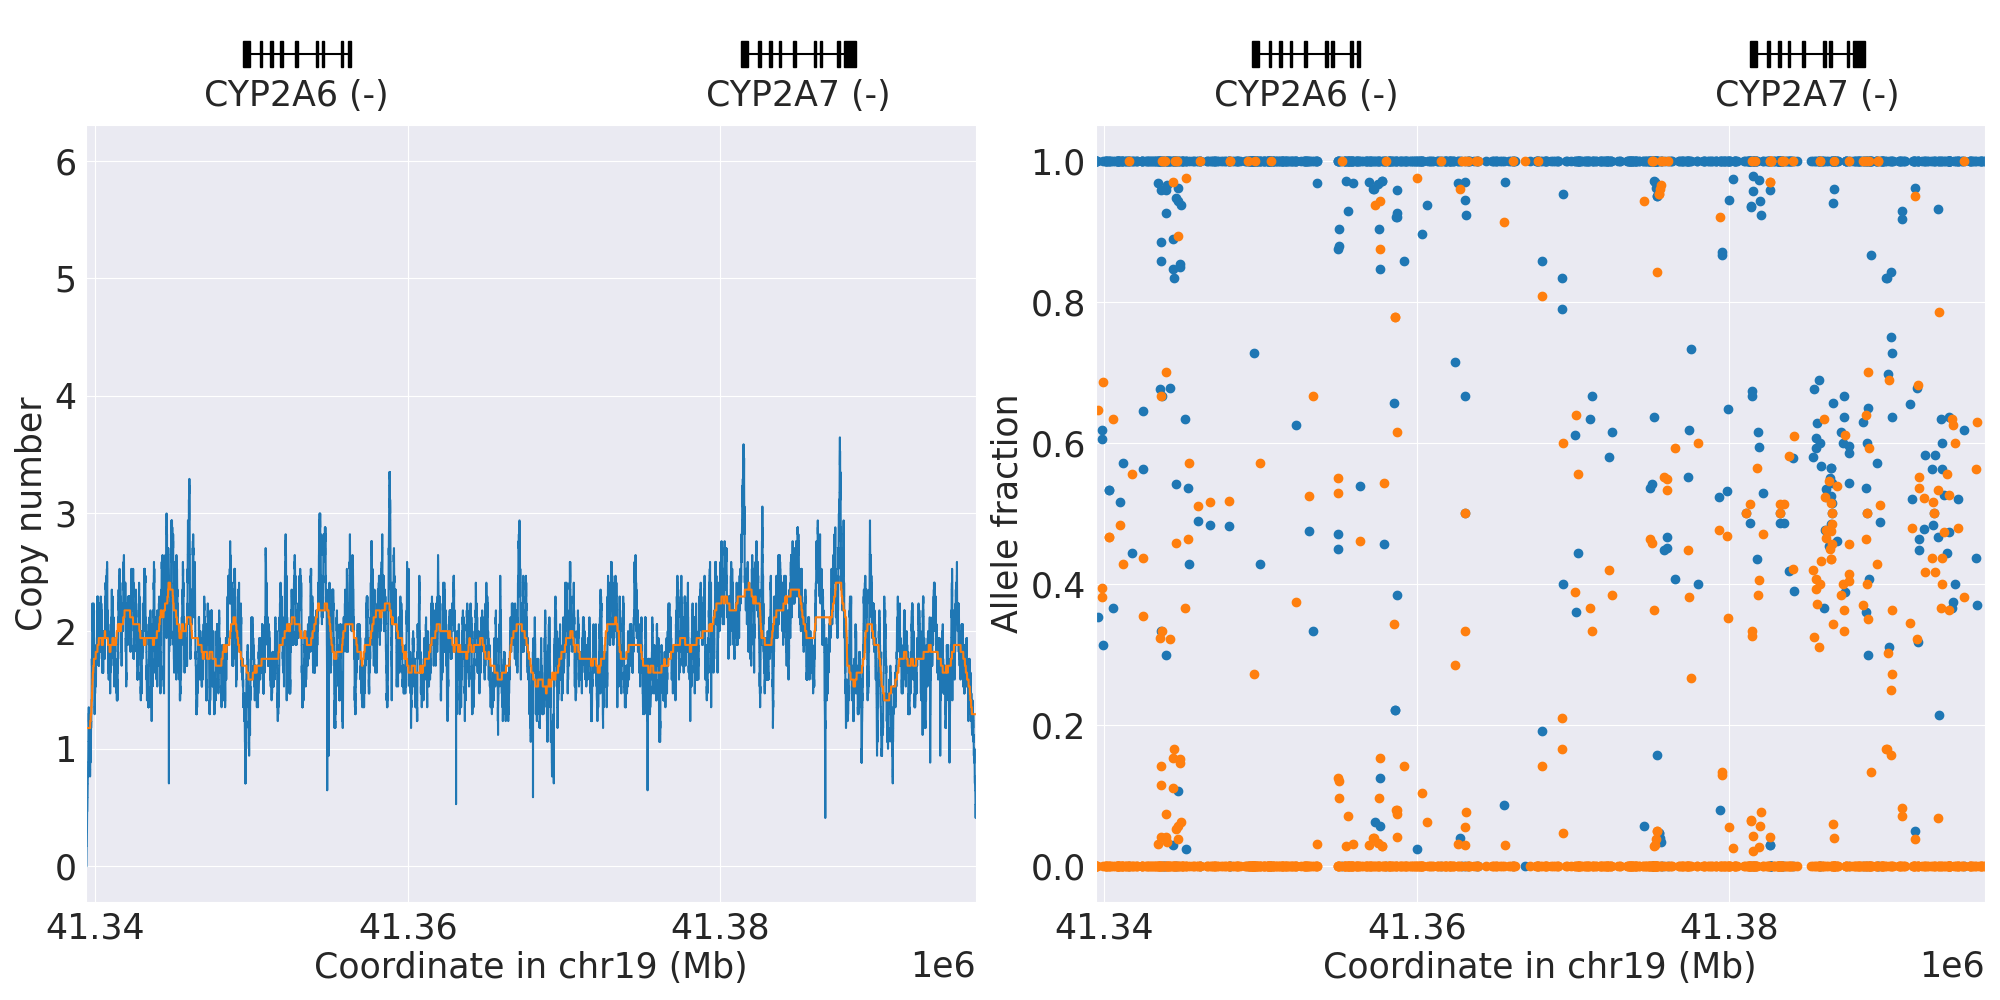 CYP2A6 (-)
CYP2A7 (-)
Copy number
6
5
4
3
2
1
0
41.34
41.36
41.38
Coordinate in chr19 (Mb)
1e6
CYP2A6 (-)
CYP2A7 (-)
Allele fraction
1.0
0.8
0.6
0.4
0.2
0.0
41.34
41.36
41.38
Coordinate in chr19 (Mb)
1e6